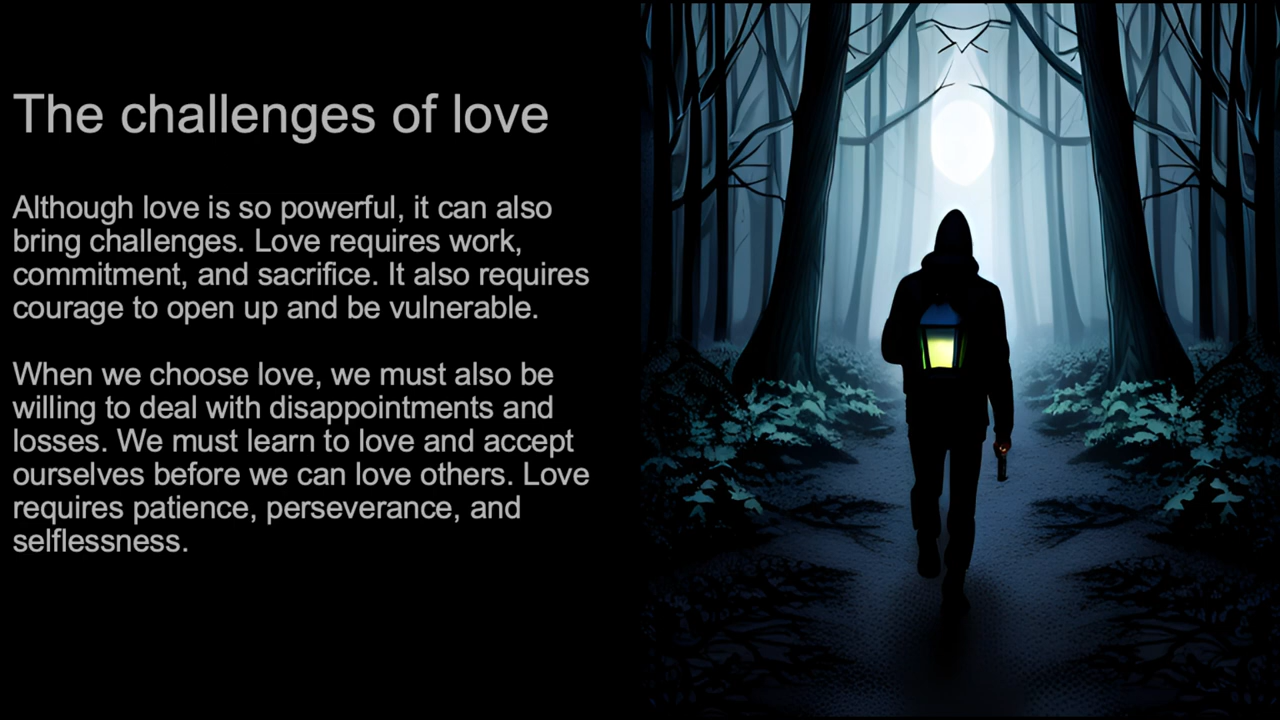 The challenges of love
Although love is so powerful, it can also
bring challenges. Love requires work,
commitment, and sacrifice. It also requires
courage to open up and be vulnerable.
When we choose love, we must also be
willing to deal with disappointments and
losses. We must learn to love and accept
ourselves before we can love others. Love
requires patience, perseverance, and
selflessness.